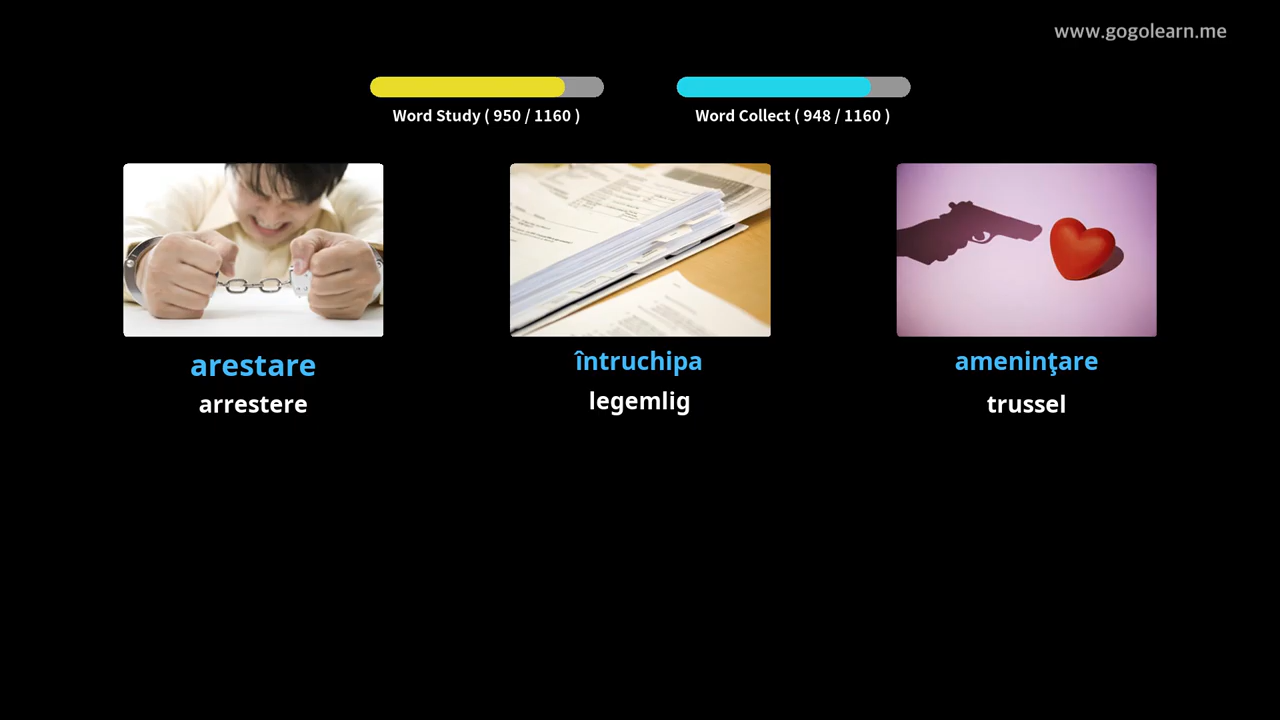 www.gogolearn.me
Word Study ( 950 / 1160 )
Word Collect ( 948 / 1160 )
arestare
întruchipa
ameninţare
arrestere
legemlig
trussel